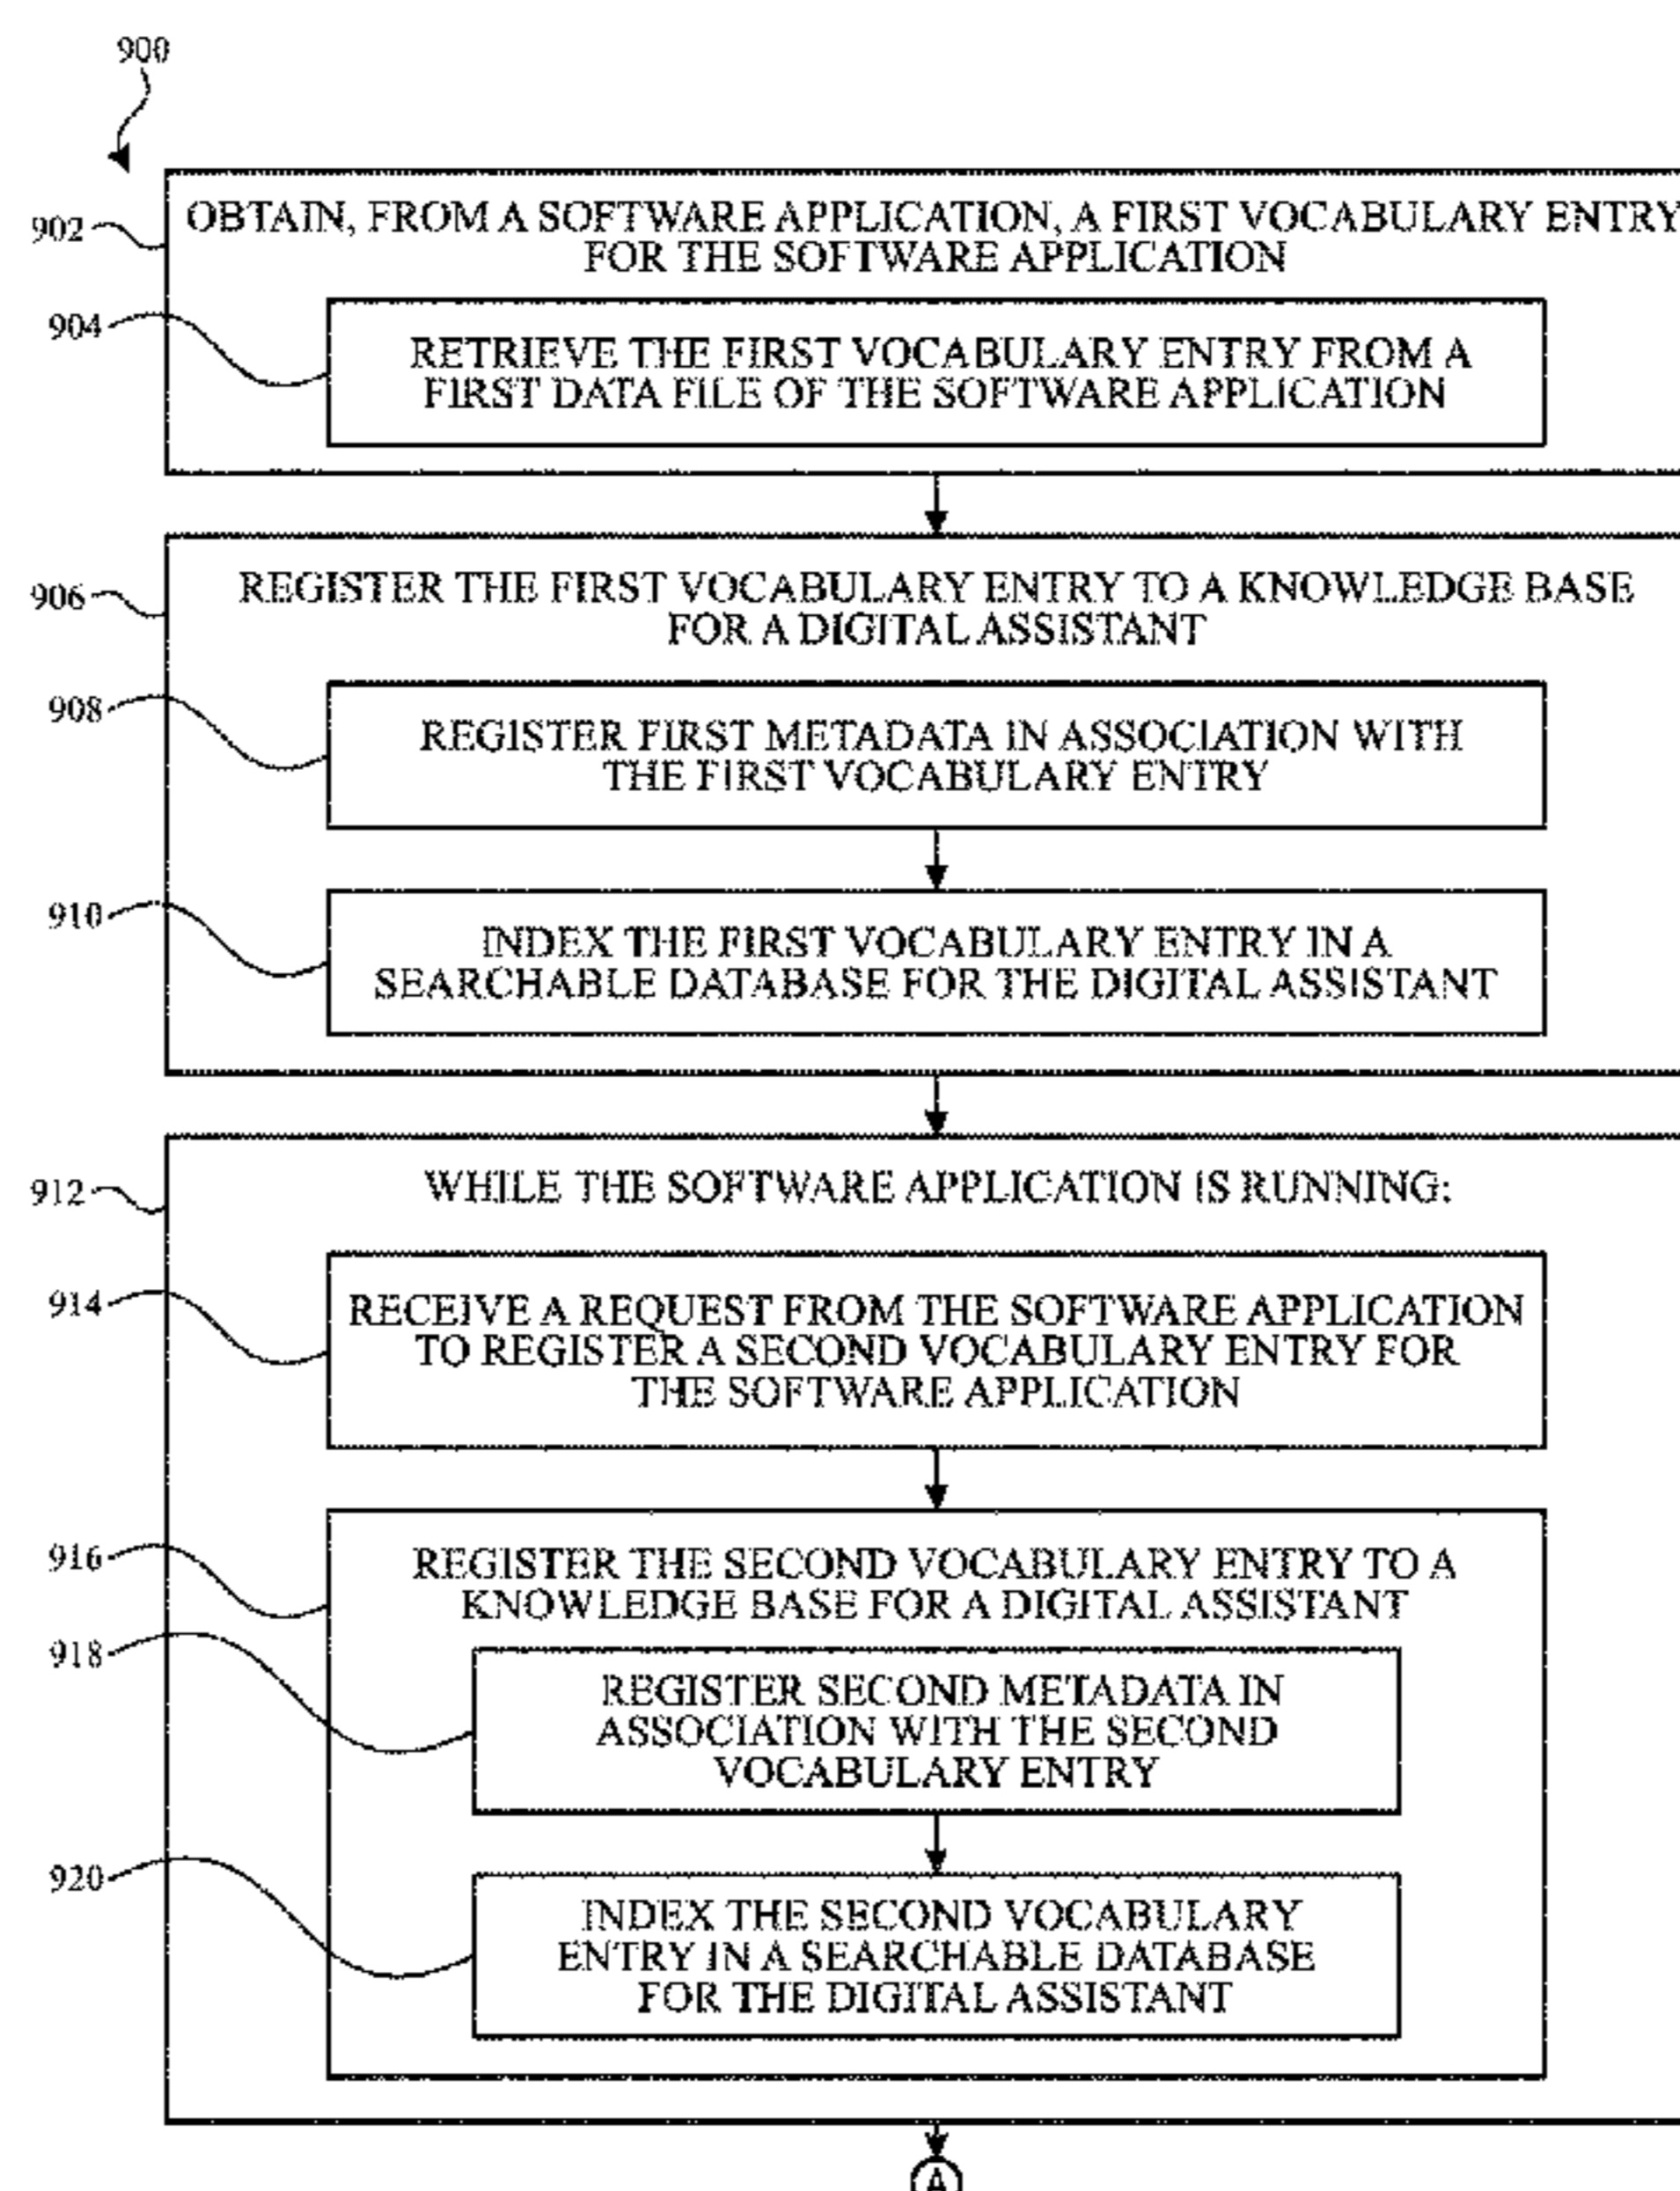 900
902
OBTAIN, FROM A SOFTWARE APPLICATION, A FIRST VOCABULARY ENTRY
FOR THE SOFTWARE APPLICATION
904
RETRIEVE THE FIRST VOCABULARY ENTRY FROM A
FIRST DATA FILE OF THE SOFTWARE APPLICATION
906
REGISTER THE FIRST VOCABULARY ENTRY TO A KNOWLEDGE BASE
FOR A DIGITAL ASSISTANT
908
REGISTER FIRST METADATA IN ASSOCIATION WITH
THE FIRST VOCABULARY ENTRY
910
INDEX THE FIRST VOCABULARY ENTRY IN A
SEARCHABLE DATABASE FOR THE DIGITAL ASSISTANT
912
WHILE THE SOFTWARE APPLICATION IS RUNNING:
914
RECEIVE A REQUEST FROM THE SOFTWARE APPLICATION
TO REGISTER A SECOND VOCABULARY ENTRY FOR
THE SOFTWARE APPLICATION
916
REGISTER THE SECOND VOCABULARY ENTRY TO A
KNOWLEDGE BASE FOR A DIGITAL ASSISTANT
918
REGISTER SECOND METADATA IN
ASSOCIATION WITH THE SECOND
VOCABULARY ENTRY
920
INDEX THE SECOND VOCABULARY
ENTRY IN A SEARCHABLE DATABASE
FOR THE DIGITAL ASSISTANT
A